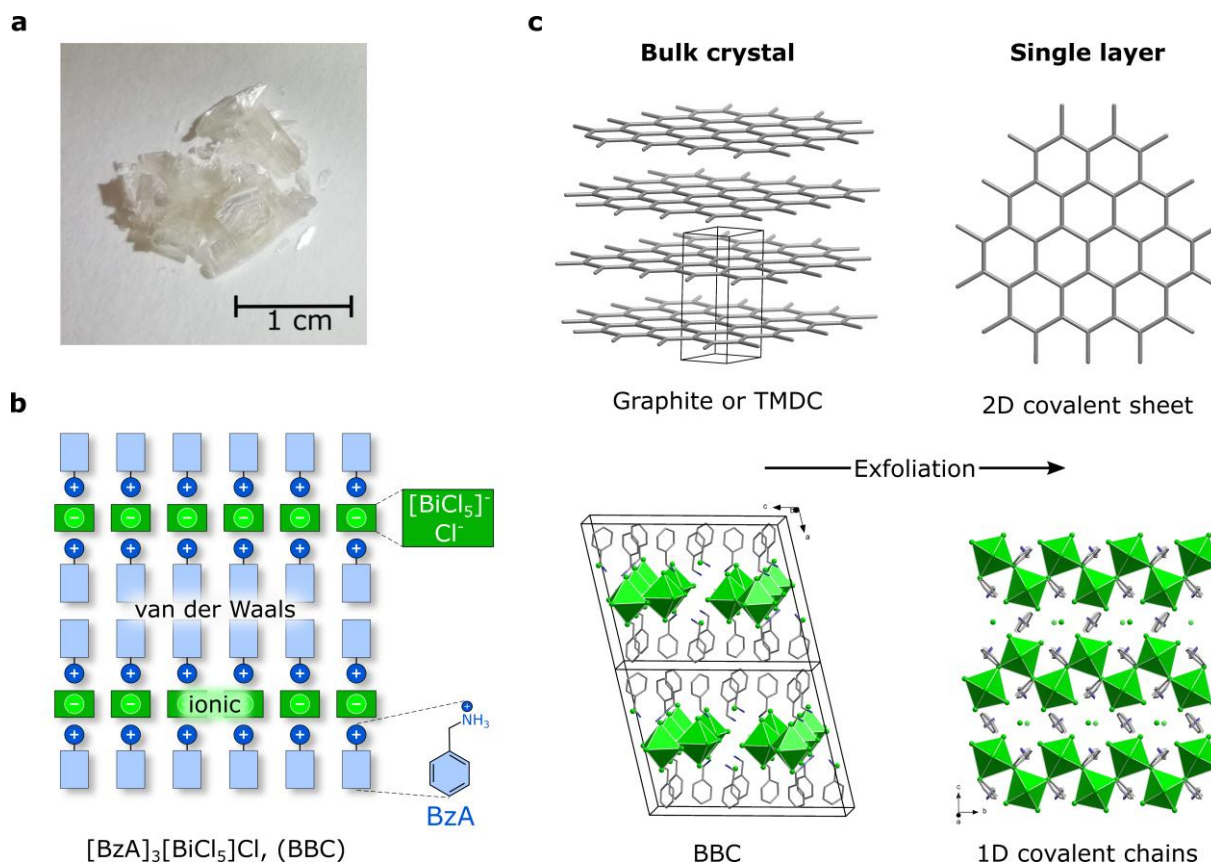 a
1 cm
b
van der Waals
ionic
[BiCl₅]⁻
Cl⁻
⊕
NH₃
BzA
[BzA]₃[BiCl₅]Cl, (BBC)
c
Bulk crystal
Single layer
Graphite or TMDC
2D covalent sheet
Exfoliation
c
b
a
BBC
c
b
a
1D covalent chains